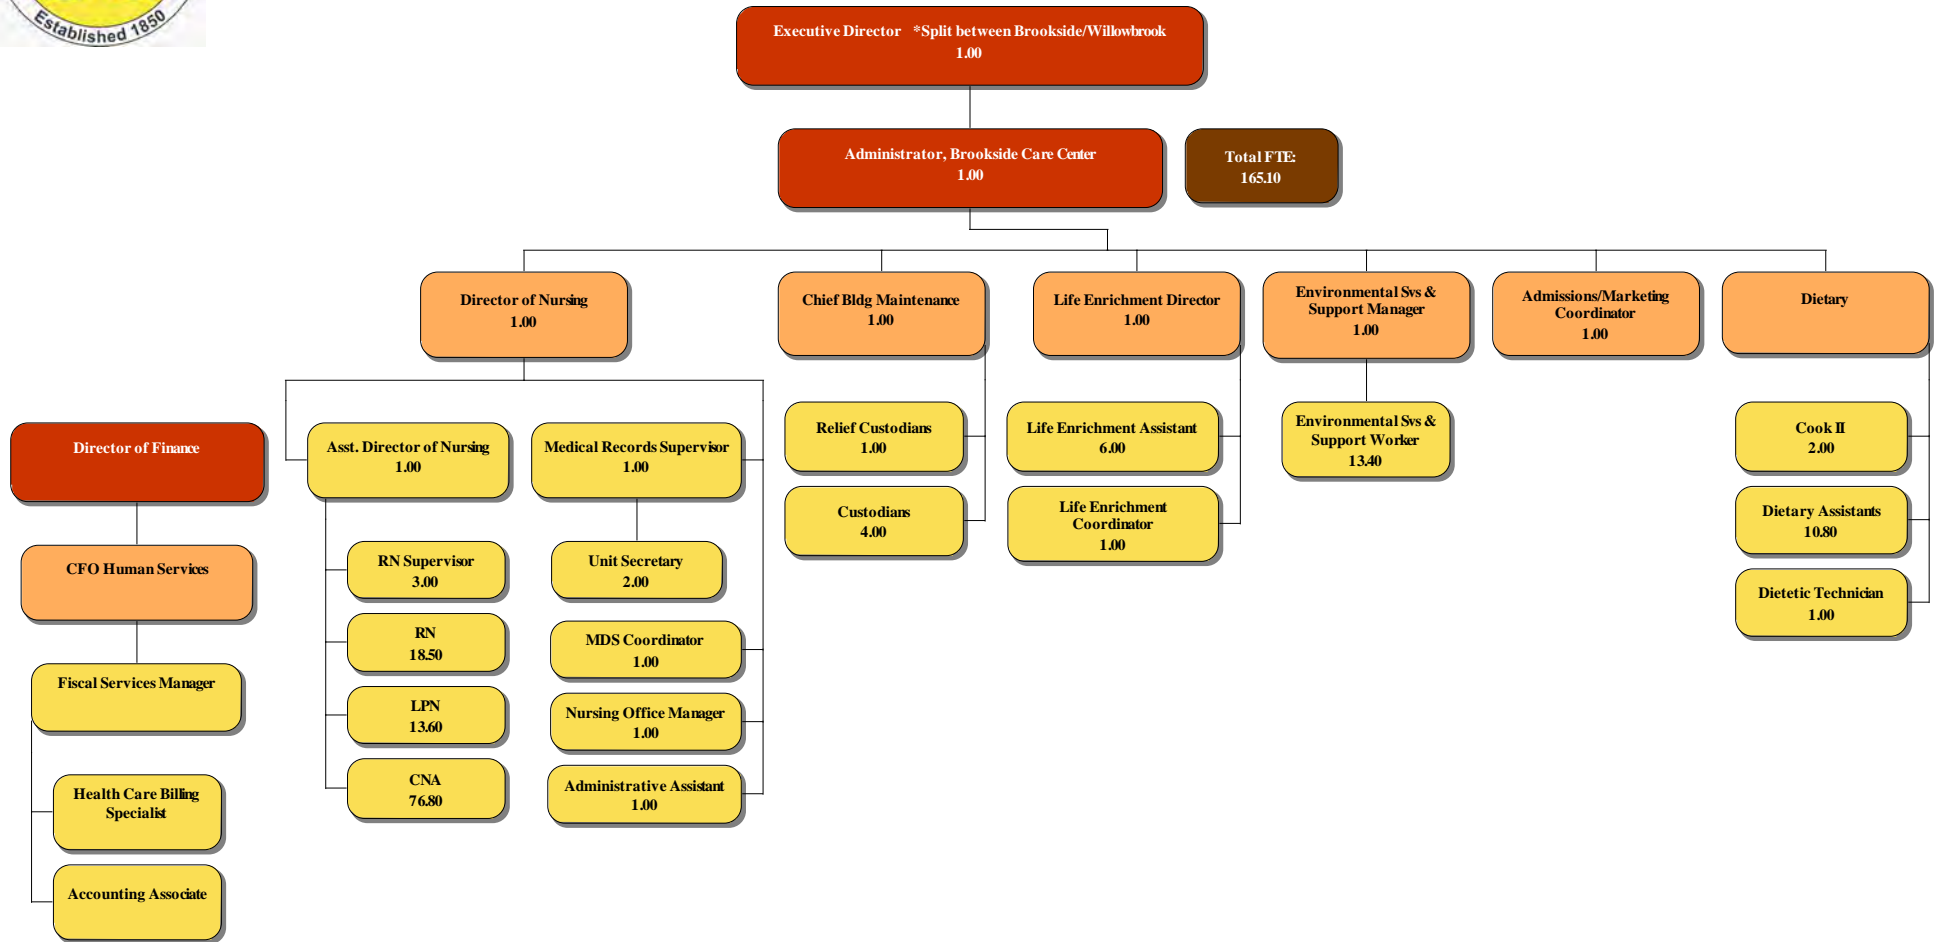 Established 1850
Executive Director *Split between Brookside/Willowbrook
1.00
Administrator, Brookside Care Center
1.00
Total FTE:
165.10
Director of Nursing
1.00
Chief Bldg Maintenance
1.00
Life Enrichment Director
1.00
Environmental Svs &
Support Manager
1.00
Admissions/Marketing
Coordinator
1.00
Dietary
Director of Finance
CFO Human Services
Fiscal Services Manager
Health Care Billing
Specialist
Accounting Associate
Asst. Director of Nursing
1.00
RN Supervisor
3.00
RN
18.50
LPN
13.60
CNA
76.80
Medical Records Supervisor
1.00
Unit Secretary
2.00
MDS Coordinator
1.00
Nursing Office Manager
1.00
Administrative Assistant
1.00
Relief Custodians
1.00
Custodians
4.00
Life Enrichment Assistant
6.00
Life Enrichment
Coordinator
1.00
Environmental Svs &
Support Worker
13.40
Cook II
2.00
Dietary Assistants
10.80
Dietetic Technician
1.00